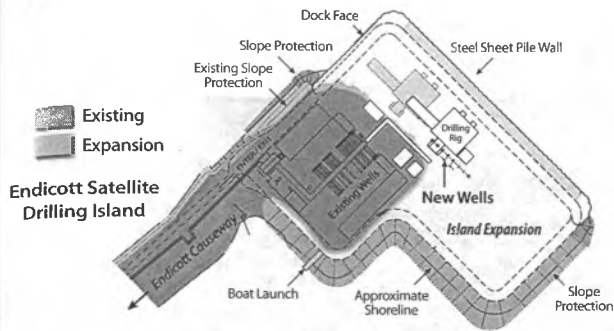 Dock Face
Slope Protection
Steel Sheet Pile Wall
Existing Slope
Protection
Existing
Expansion
Drilling
Rig
Endicott Satellite
Drilling Island
Existing Wells
New Wells
Island Expansion
Endicott Causeway
Boat Launch
Approximate
Shoreline
Slope
Protection